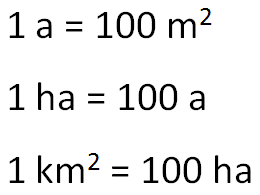 1 a = 100 m²
1 ha = 100 a
1 km² = 100 ha